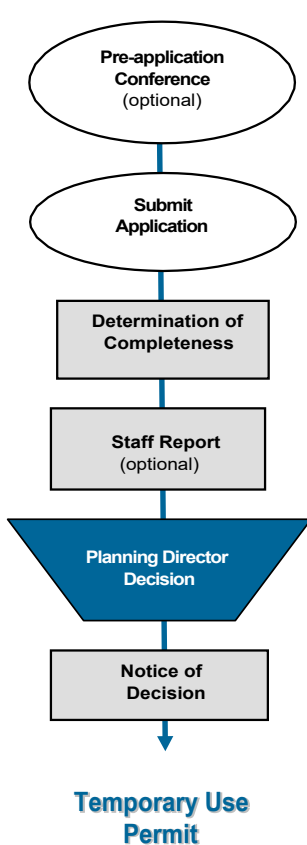 Pre-application
Conference
(optional)
Submit
Application
Determination of
Completeness
Staff Report
(optional)
Planning Director
Decision
Notice of
Decision
Temporary Use
Permit